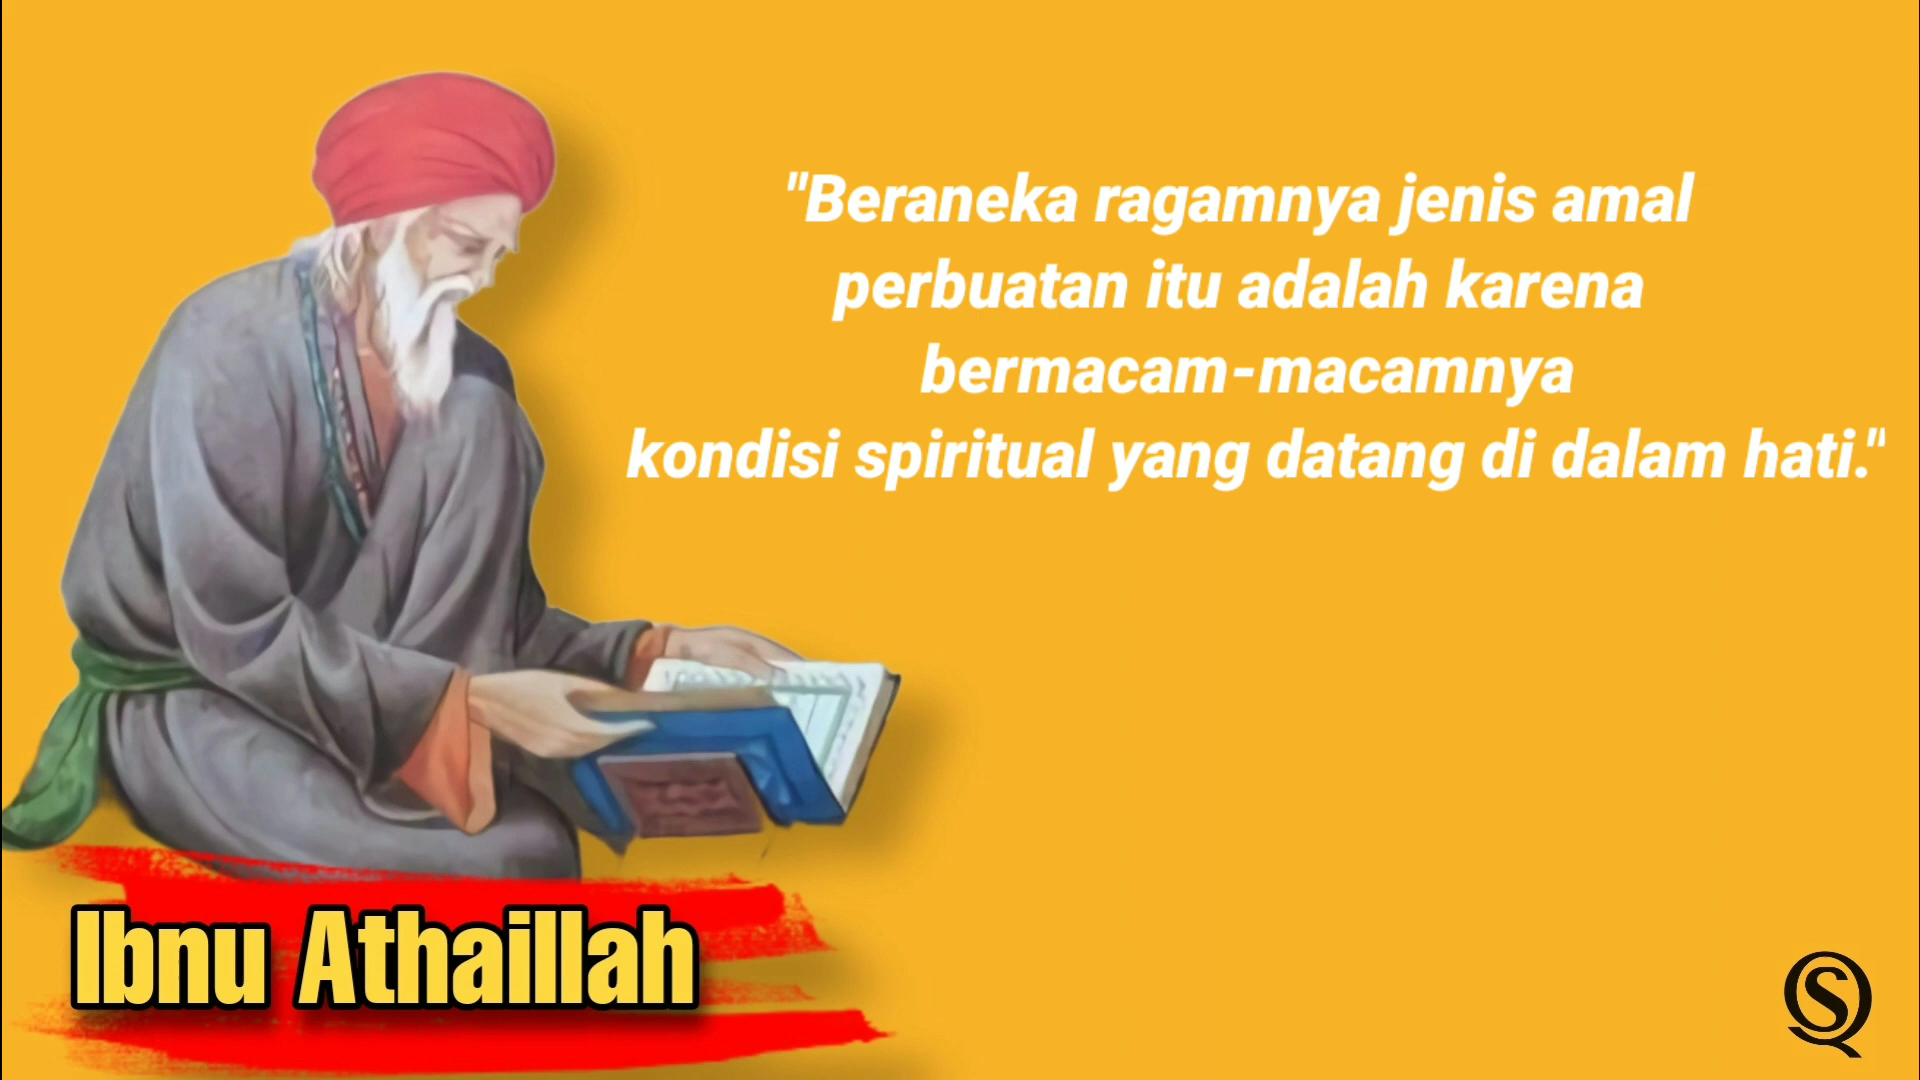 "Beraneka ragamnya jenis amal
perbuatan itu adalah karena
bermacam-macamnya
kondisi spiritual yang datang di dalam hati."
Ibnu Athaillah